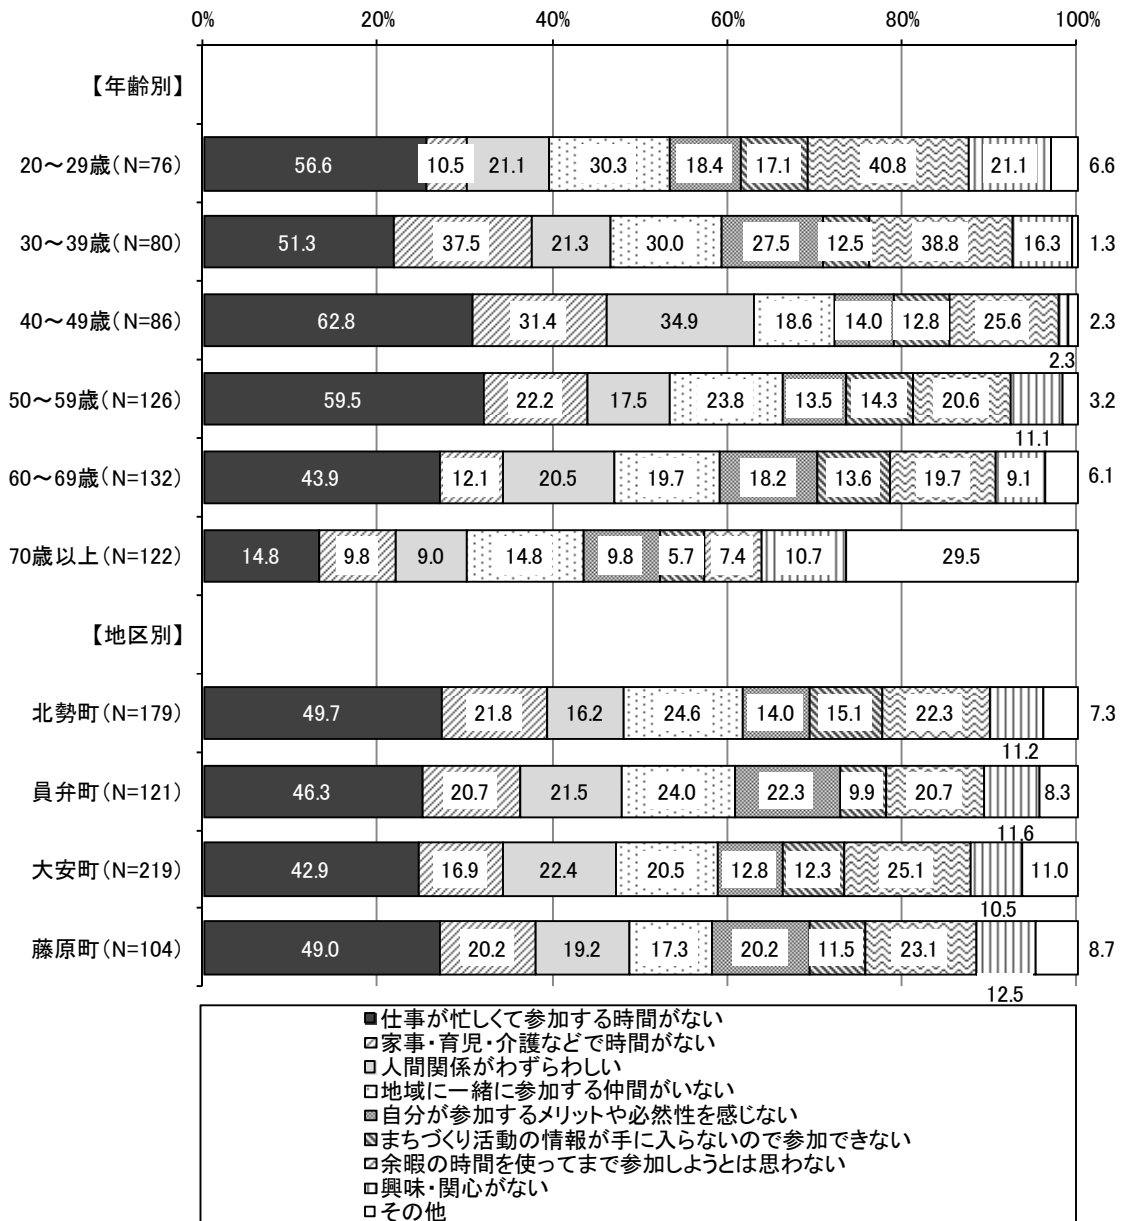 0% 20% 40% 60% 80% 100%
【年齢別】
20～29歳(N=76) 56.6 10.5 21.1 30.3 18.4 17.1 40.8 21.1 6.6
30～39歳(N=80) 51.3 37.5 21.3 30.0 27.5 12.5 38.8 16.3 1.3
40～49歳(N=86) 62.8 31.4 34.9 18.6 14.0 12.8 25.6 2.3
2.3
50～59歳(N=126) 59.5 22.2 17.5 23.8 13.5 14.3 20.6 3.2
11.1
60～69歳(N=132) 43.9 12.1 20.5 19.7 18.2 13.6 19.7 9.1 6.1
70歳以上(N=122) 14.8 9.8 9.0 14.8 9.8 5.7 7.4 10.7 29.5
【地区別】
北勢町(N=179) 49.7 21.8 16.2 24.6 14.0 15.1 22.3 7.3
11.2
員弁町(N=121) 46.3 20.7 21.5 24.0 22.3 9.9 20.7 8.3
11.6
大安町(N=219) 42.9 16.9 22.4 20.5 12.8 12.3 25.1 11.0
10.5
藤原町(N=104) 49.0 20.2 19.2 17.3 20.2 11.5 23.1 8.7
12.5
仕事が忙しくて参加する時間がない
家事・育児・介護などで時間がない
人間関係がわずらわしい
地域に一緒に参加する仲間がいない
自分が参加するメリットや必然性を感じない
まちづくり活動の情報が手に入らないので参加できない
余暇の時間を使ってまで参加しようとは思わない
興味・関心がない
その他